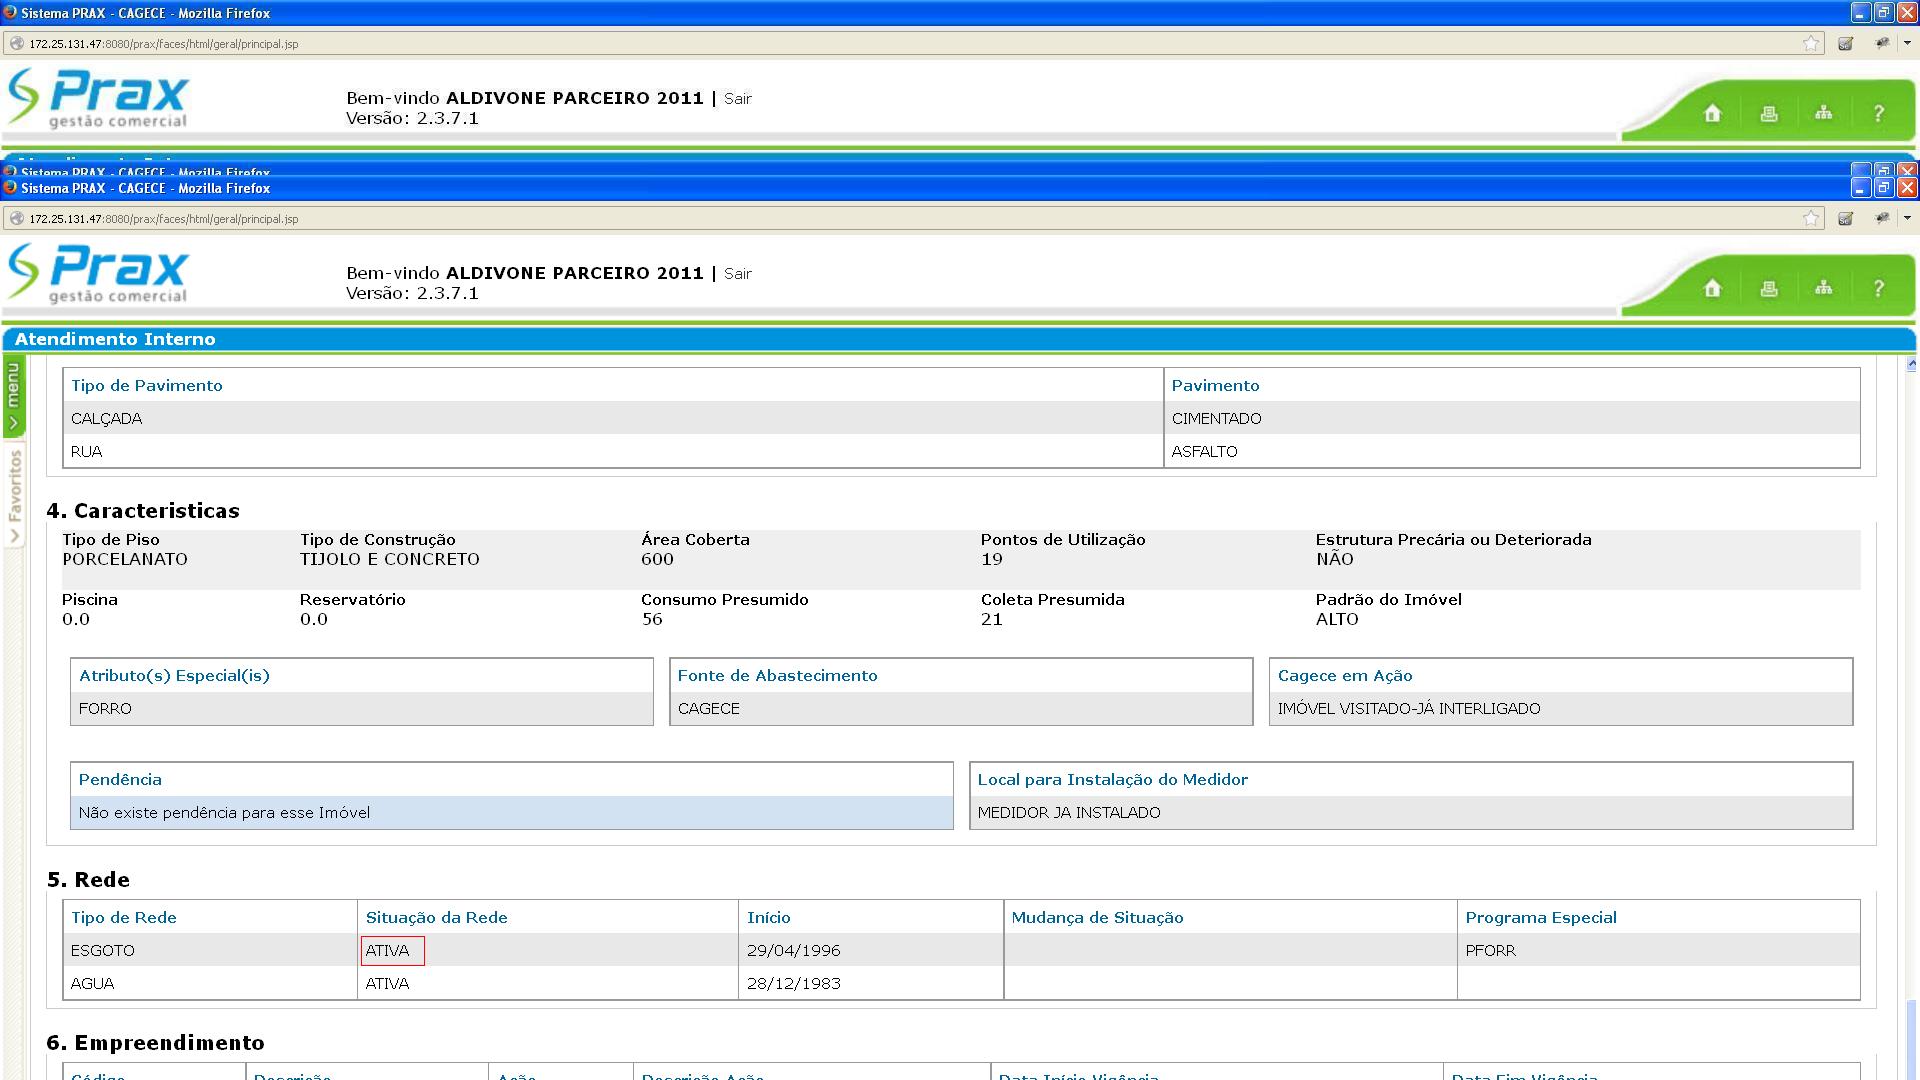 Sistema PRAX - CAGECE - Mozilla Firefox
172.25.131.47:8080/prax/faces/html/geral/principal.jsp
Prax
gestão comercial
Bem-vindo ALDIVONE PARCEIRO 2011 | Sair
Versão: 2.3.7.1
?
Sistema PRAX - CAGECE - Mozilla Firefox
Sistema PRAX - CAGECE - Mozilla Firefox
172.25.131.47:8080/prax/faces/html/geral/principal.jsp
Prax
gestão comercial
Bem-vindo ALDIVONE PARCEIRO 2011 | Sair
Versão: 2.3.7.1
?
Atendimento Interno
menu
Favoritos
Tipo de Pavimento Pavimento
CALÇADA CIMENTADO
RUA ASFALTO
4. Caracteristicas
Tipo de Piso Tipo de Construção Área Coberta Pontos de Utilização Estrutura Precária ou Deteriorada
PORCELANATO TIJOLO E CONCRETO 600 19 NÃO
Piscina Reservatório Consumo Presumido Coleta Presumida Padrão do Imóvel
0.0 0.0 56 21 ALTO
Atributo(s) Especial(is) Fonte de Abastecimento Cagece em Ação
FORRO CAGECE IMÓVEL VISITADO-JÁ INTERLIGADO
Pendência Local para Instalação do Medidor
Não existe pendência para esse Imóvel MEDIDOR JA INSTALADO
5. Rede
Tipo de Rede Situação da Rede Início Mudança de Situação Programa Especial
ESGOTO ATIVA 29/04/1996 PFORR
AGUA ATIVA 28/12/1983
6. Empreendimento
Código Descrição Ação Descrição Ação Data Início Vigência Data Fim Vigência